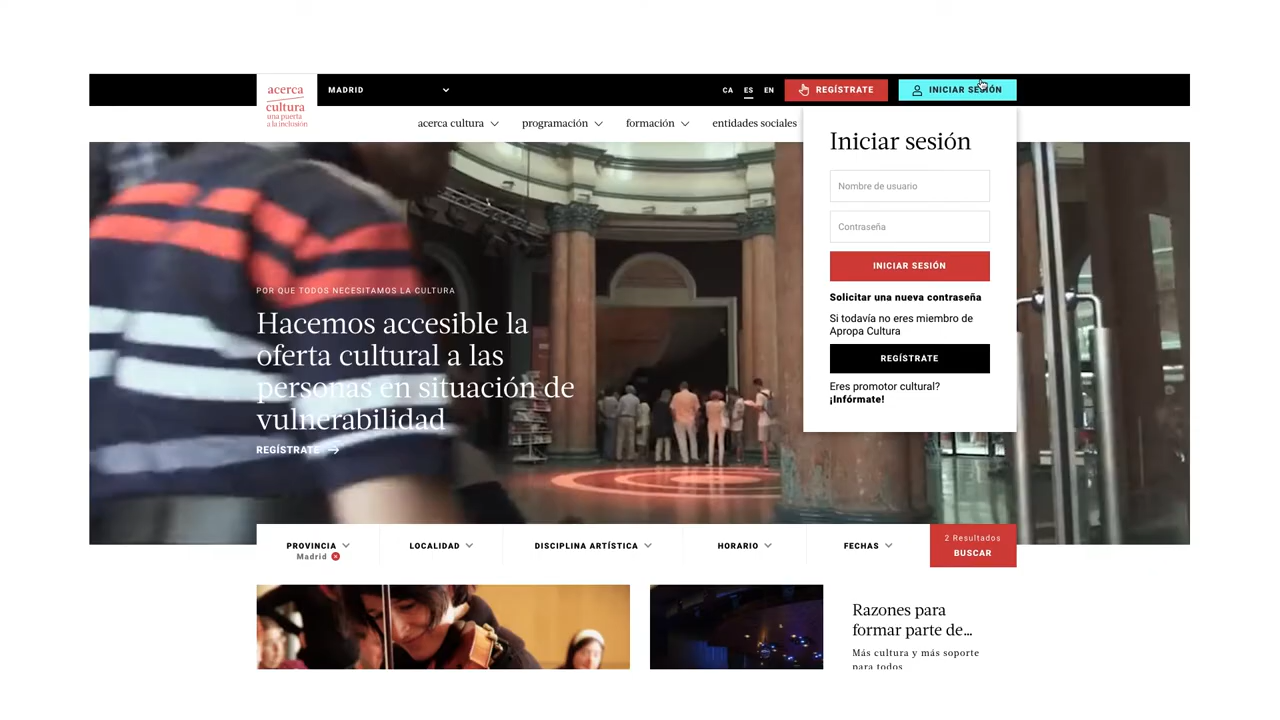 acerca
cultura
una puerta
a la inclusión
MADRID
CA ES EN
REGÍSTRATE
INICIAR SESIÓN
acerca cultura
programación
formación
entidades sociales
Iniciar sesión
Nombre de usuario
Contraseña
INICIAR SESIÓN
Solicitar una nueva contraseña
Si todavía no eres miembro de
Apropa Cultura
REGÍSTRATE
Eres promotor cultural?
¡Infórmate!
POR QUE TODOS NECESITAMOS LA CULTURA
Hacemos accesible la
oferta cultural a las
personas en situación de
vulnerabilidad
REGÍSTRATE
PROVINCIA
Madrid
LOCALIDAD
DISCIPLINA ARTÍSTICA
HORARIO
FECHAS
2 Resultados
BUSCAR
Razones para
formar parte de...
Más cultura y más soporte
para todos